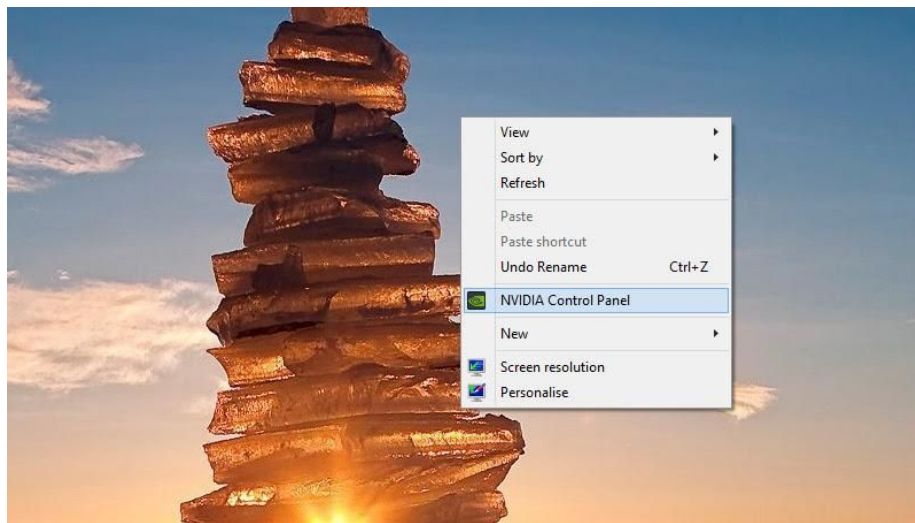 View
Sort by
Refresh
Paste
Paste shortcut
Undo Rename Ctrl+Z
NVIDIA Control Panel
New
Screen resolution
Personalise